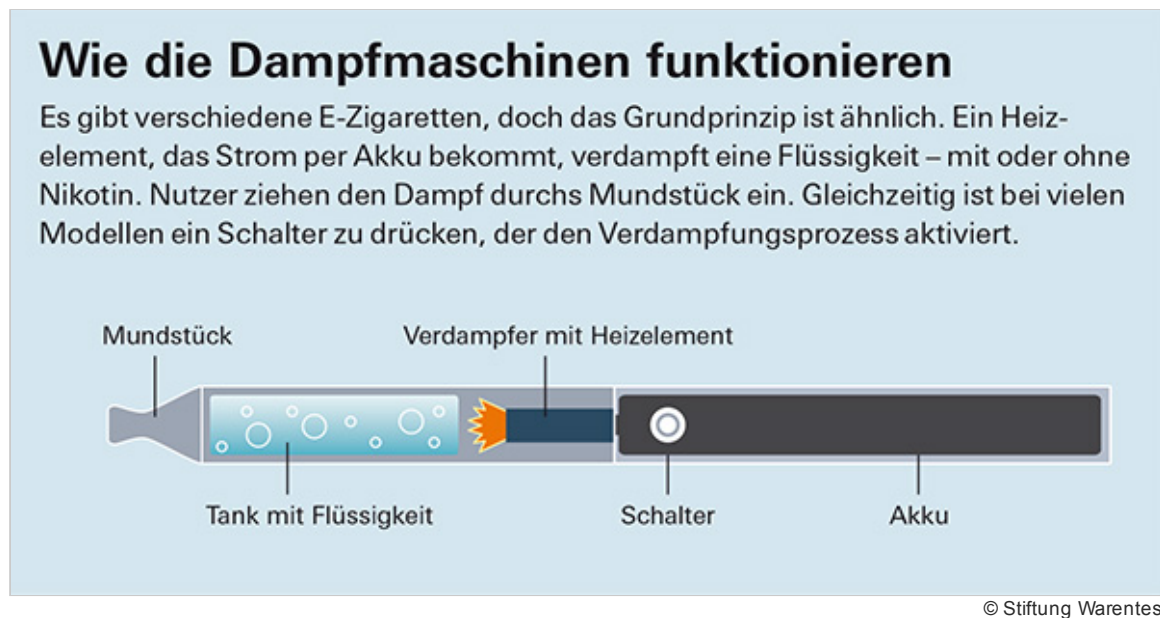 Wie die Dampfmaschinen funktionieren
Es gibt verschiedene E-Zigaretten, doch das Grundprinzip ist ähnlich. Ein Heiz-
element, das Strom per Akku bekommt, verdampft eine Flüssigkeit – mit oder ohne
Nikotin. Nutzer ziehen den Dampf durchs Mundstück ein. Gleichzeitig ist bei vielen
Modellen ein Schalter zu drücken, der den Verdampfungsprozess aktiviert.
Mundstück
Verdampfer mit Heizelement
Tank mit Flüssigkeit
Schalter
Akku
© Stiftung Warentes